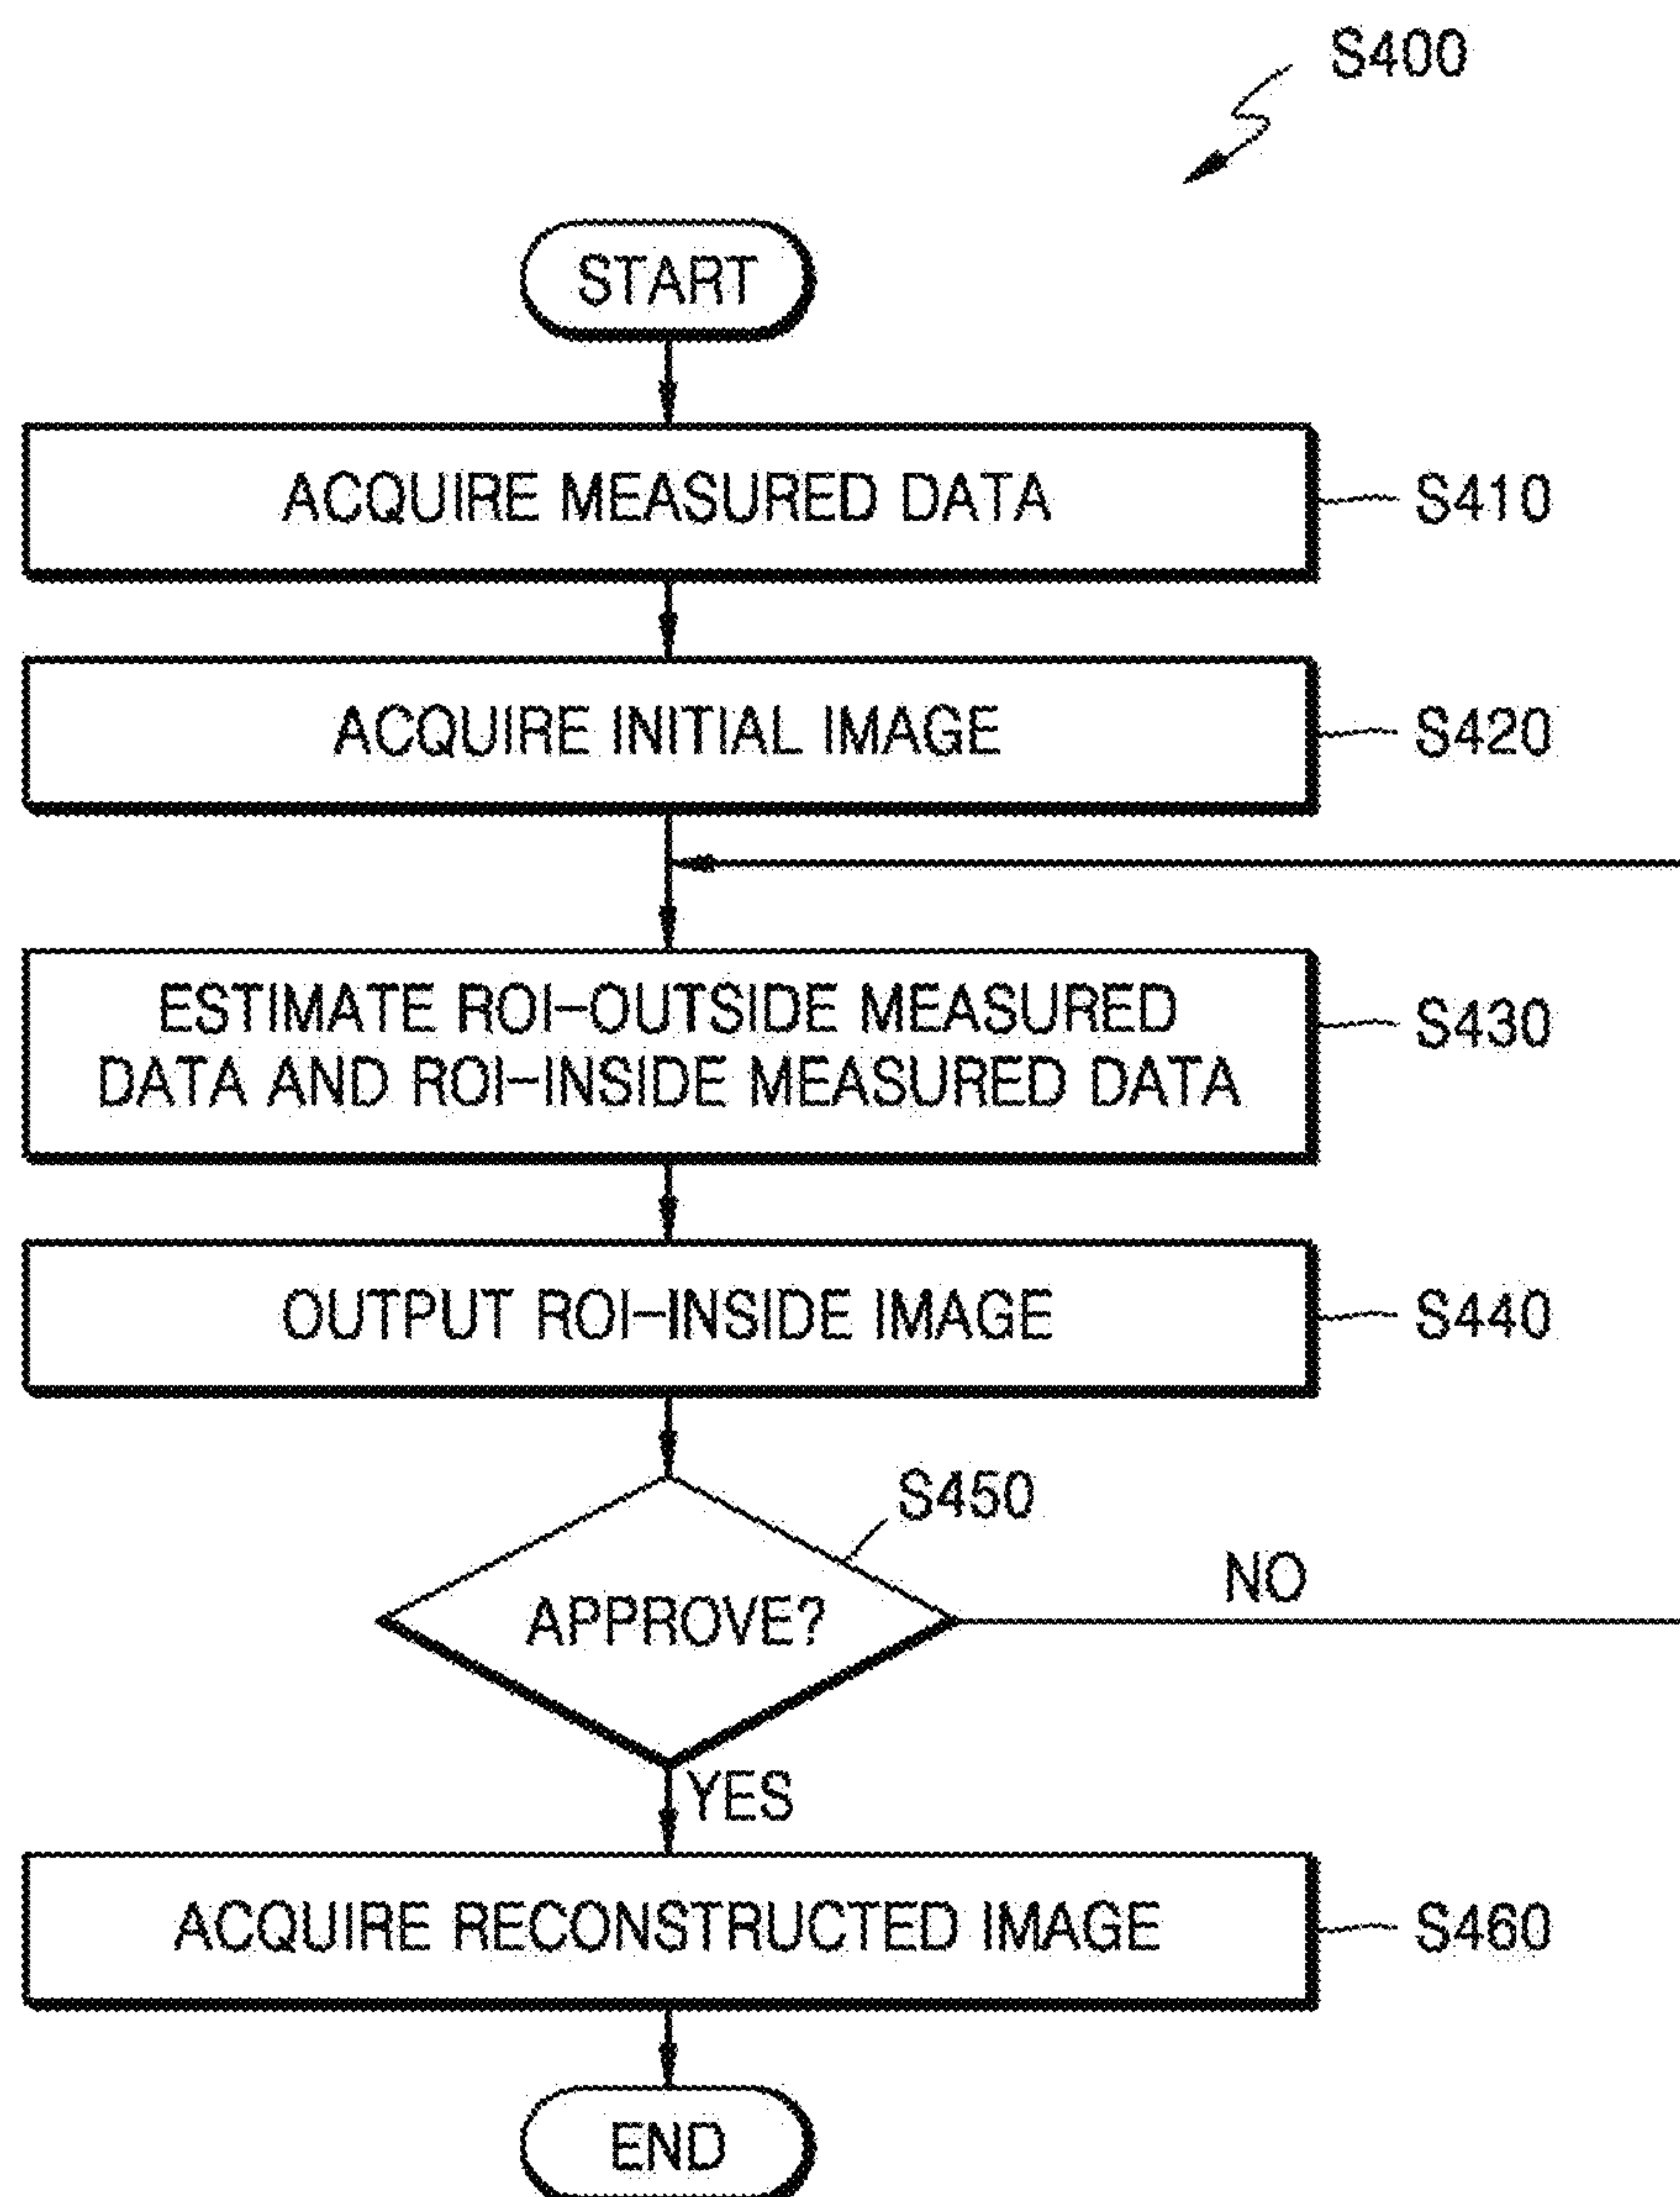 S400
START
ACQUIRE MEASURED DATA
S410
ACQUIRE INITIAL IMAGE
S420
ESTIMATE ROI-OUTSIDE MEASURED
DATA AND ROI-INSIDE MEASURED DATA
S430
OUTPUT ROI-INSIDE IMAGE
S440
S450
APPROVE?
NO
YES
ACQUIRE RECONSTRUCTED IMAGE
S460
END